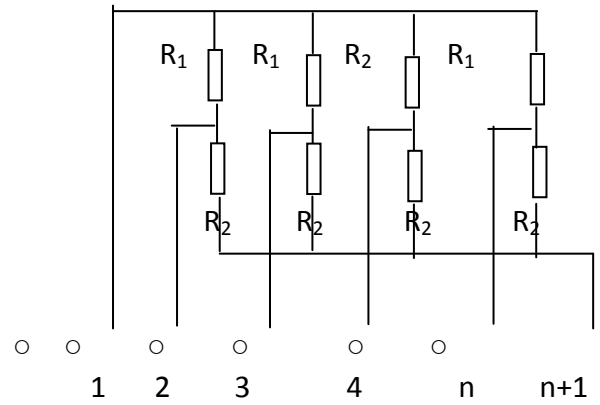 R₁ R₁ R₂ R₁
R₂ R₂ R₂ R₂
1 2 3 4 n n+1